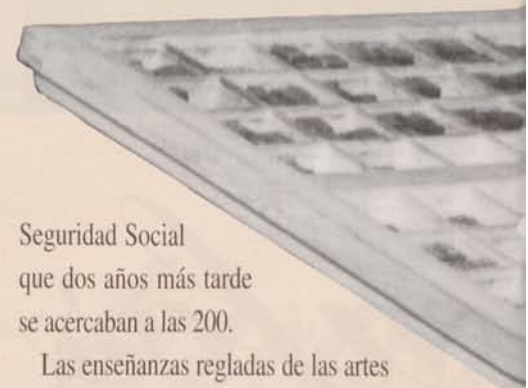 Seguridad Social
que dos años más tarde
se acercaban a las 200.
Las enseñanzas regladas de las artes